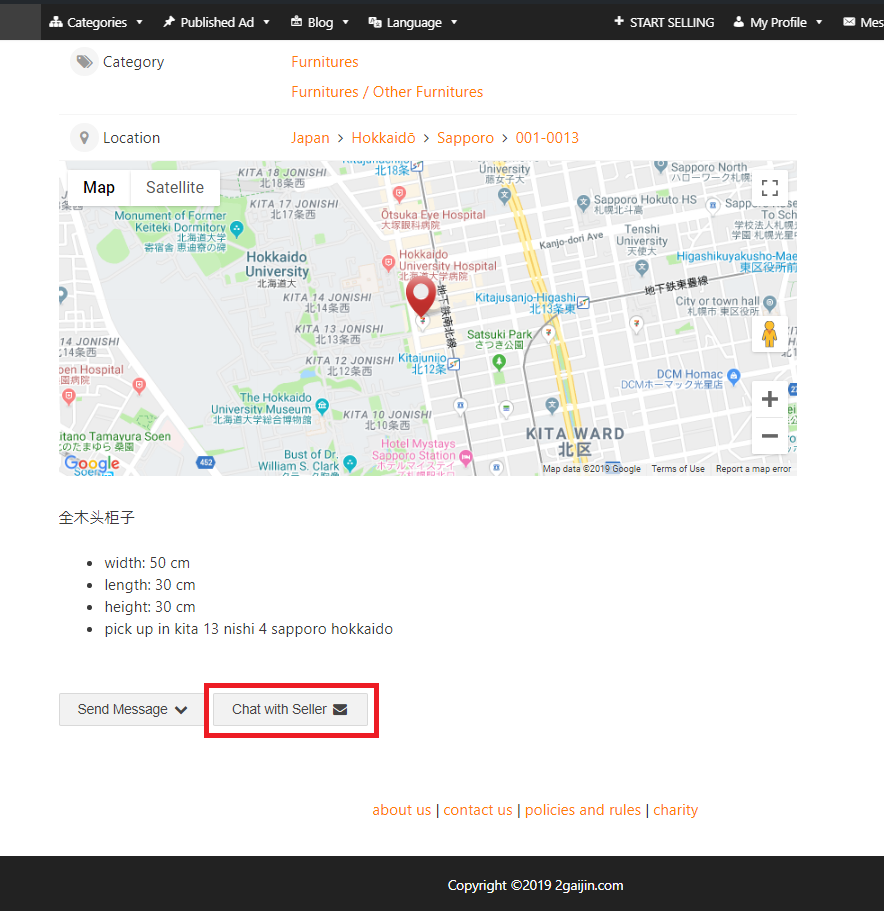 Categories Published Ad Blog Language START SELLING My Profile Mes
Category Furnitures
Furnitures / Other Furnitures
Location Japan > Hokkaidō > Sapporo > 001-0013
Map Satellite
KITA 18 JONISHI
北18条西
Kitajunana-jo
北18条
University
藤女子大
Sapporo North
ハローワーク札幌
KITA 17 JONISHI
北17条西
Sapporo Hokuto HS
札幌北斗高
Monument of Former
Keiteki Dormitory
北海道大学
寄宿舎 恵迪寮の碑
Ōtsuka Eye Hospital
大塚眼科病院
To Scho
学校法人札幌
学園 札幌
Kanjo-dori Ave
Tenshi
University
天使大
Hokkaido
University
北海道大
Hokkaido
University Hospital
北海道大学病院
Higashikuyakusho-Mae
東区役所前
地下鉄東豊線
KITA 14 JONISHI
北14条西
地下鉄南北線
Kitajusanjo-Higashi
北13条東
City or town hall
札幌市 東区役所
KITA 13 JONISHI
北13条西
Satsuki Park
さつき公園
14 JONISHI
14条西
KITA 12 JONISHI
北12条西
Kitajunijo
北12条
pen Hospital
園病院
DCM Homac
DCMホーマック光星店
The Hokkaido
University Museum
北海道大学総合博物館
KITA 10 JONISHI
北10条西
itano Tamayura Soen
北のたまゆら 桑園
KITA WARD
北区
Hotel Mystays
Sapporo Station
ホテルマイステイ
Bust of Dr.
William S. Clark
452
Google
Map data ©2019 Google Terms of Use Report a map error
全木头柜子
width: 50 cm
length: 30 cm
height: 30 cm
pick up in kita 13 nishi 4 sapporo hokkaido
Send Message Chat with Seller
about us | contact us | policies and rules | charity
Copyright ©2019 2gaijin.com